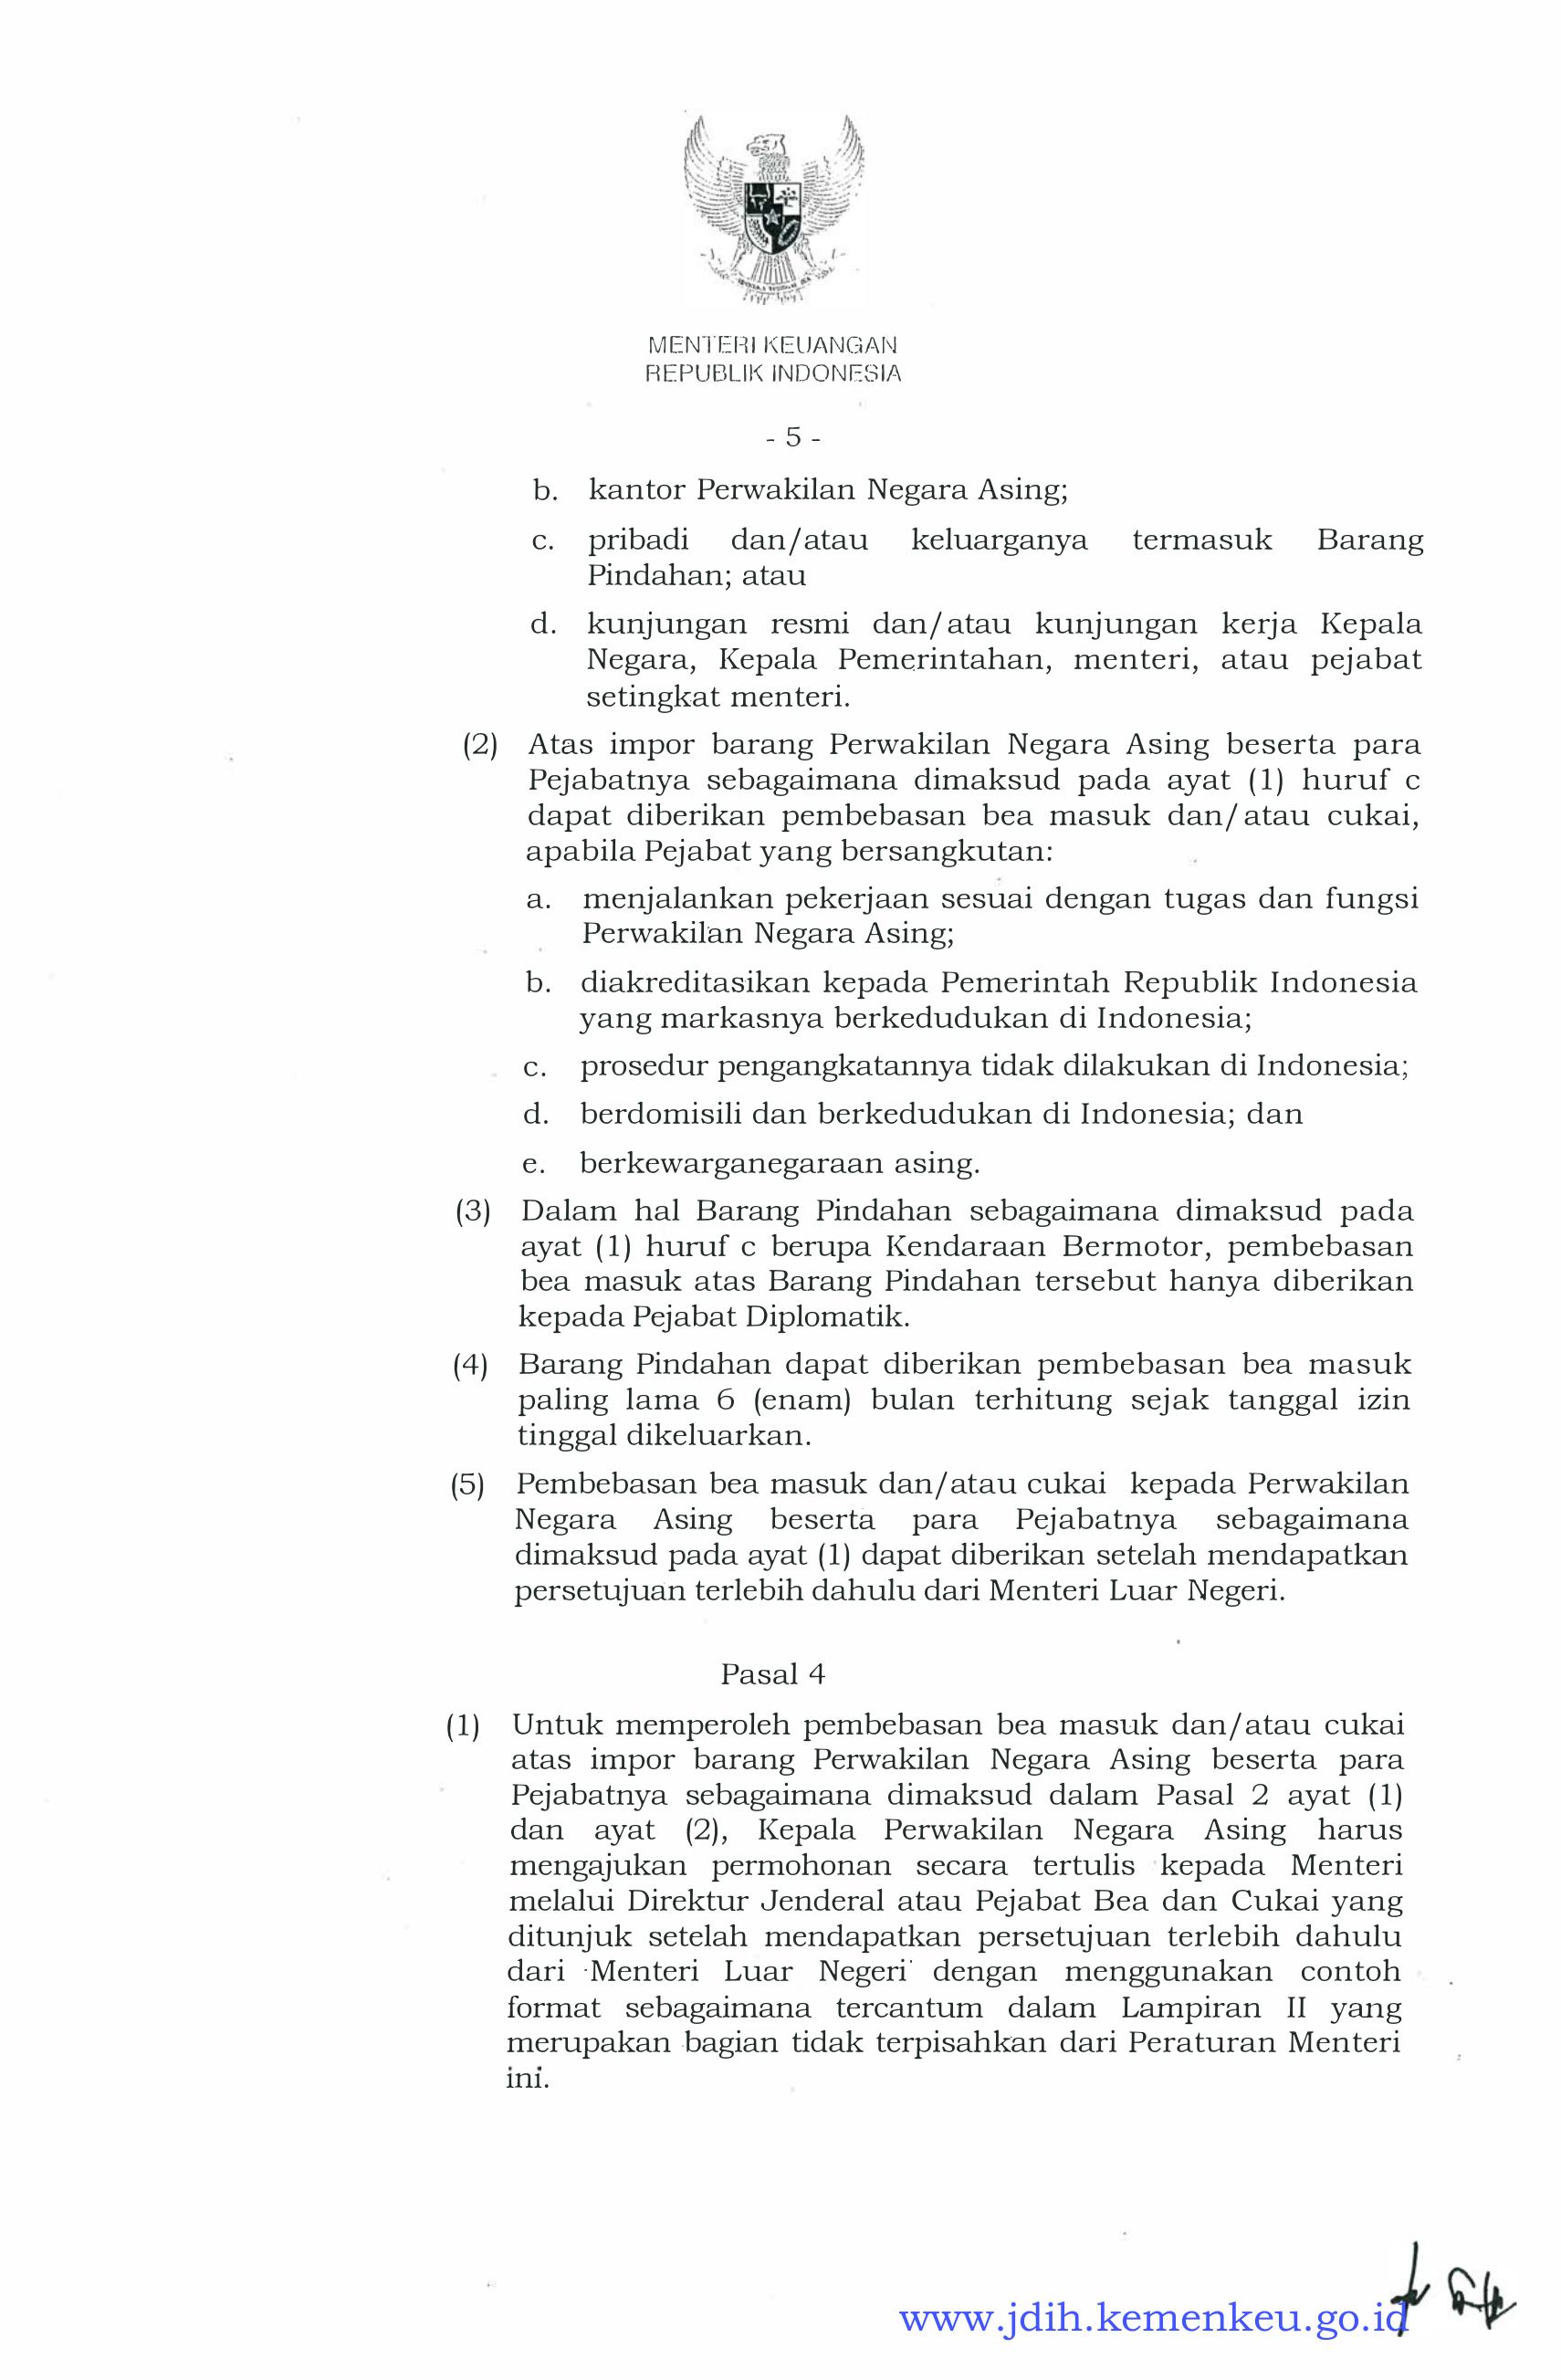 MENTERI KEUANGAN
REPUBLIK INDONESIA
- 5 -
b. kantor Perwakilan Negara Asing;
c. pribadi dan/atau keluarganya termasuk Barang
Pindahan; atau
d. kunjungan resmi dan/atau kunjungan kerja Kepala
Negara, Kepala Pemerintahan, menteri, atau pejabat
setingkat menteri.
(2) Atas impor barang Perwakilan Negara Asing beserta para
Pejabatnya sebagaimana dimaksud pada ayat (1) huruf c
dapat diberikan pembebasan bea masuk dan/atau cukai,
apabila Pejabat yang bersangkutan:
a. menjalankan pekerjaan sesuai dengan tugas dan fungsi
Perwakilan Negara Asing;
b. diakreditasikan kepada Pemerintah Republik Indonesia
yang markasnya berkedudukan di Indonesia;
c. prosedur pengangkatannya tidak dilakukan di Indonesia;
d. berdomisili dan berkedudukan di Indonesia; dan
e. berkewarganegaraan asing.
(3) Dalam hal Barang Pindahan sebagaimana dimaksud pada
ayat (1) huruf c berupa Kendaraan Bermotor, pembebasan
bea masuk atas Barang Pindahan tersebut hanya diberikan
kepada Pejabat Diplomatik.
(4) Barang Pindahan dapat diberikan pembebasan bea masuk
paling lama 6 (enam) bulan terhitung sejak tanggal izin
tinggal dikeluarkan.
(5) Pembebasan bea masuk dan/atau cukai kepada Perwakilan
Negara Asing beserta para Pejabatnya sebagaimana
dimaksud pada ayat (1) dapat diberikan setelah mendapatkan
persetujuan terlebih dahulu dari Menteri Luar Negeri.
Pasal 4
(1) Untuk memperoleh pembebasan bea masuk dan/atau cukai
atas impor barang Perwakilan Negara Asing beserta para
Pejabatnya sebagaimana dimaksud dalam Pasal 2 ayat (1)
dan ayat (2), Kepala Perwakilan Negara Asing harus
mengajukan permohonan secara tertulis kepada Menteri
melalui Direktur Jenderal atau Pejabat Bea dan Cukai yang
ditunjuk setelah mendapatkan persetujuan terlebih dahulu
dari Menteri Luar Negeri dengan menggunakan contoh
format sebagaimana tercantum dalam Lampiran II yang
merupakan bagian tidak terpisahkan dari Peraturan Menteri
ini.
www.jdih.kemenkeu.go.id